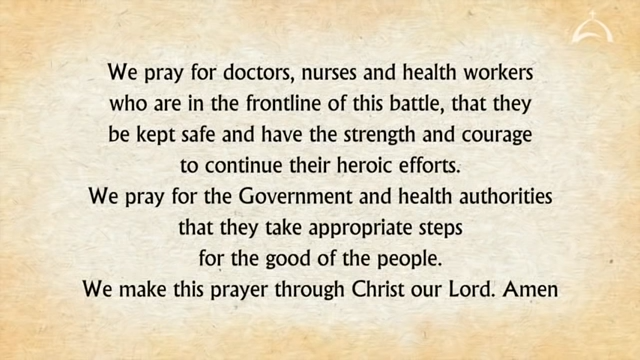 We pray for doctors, nurses and health workers
who are in the frontline of this battle, that they
be kept safe and have the strength and courage
to continue their heroic efforts.
We pray for the Government and health authorities
that they take appropriate steps
for the good of the people.
We make this prayer through Christ our Lord. Amen